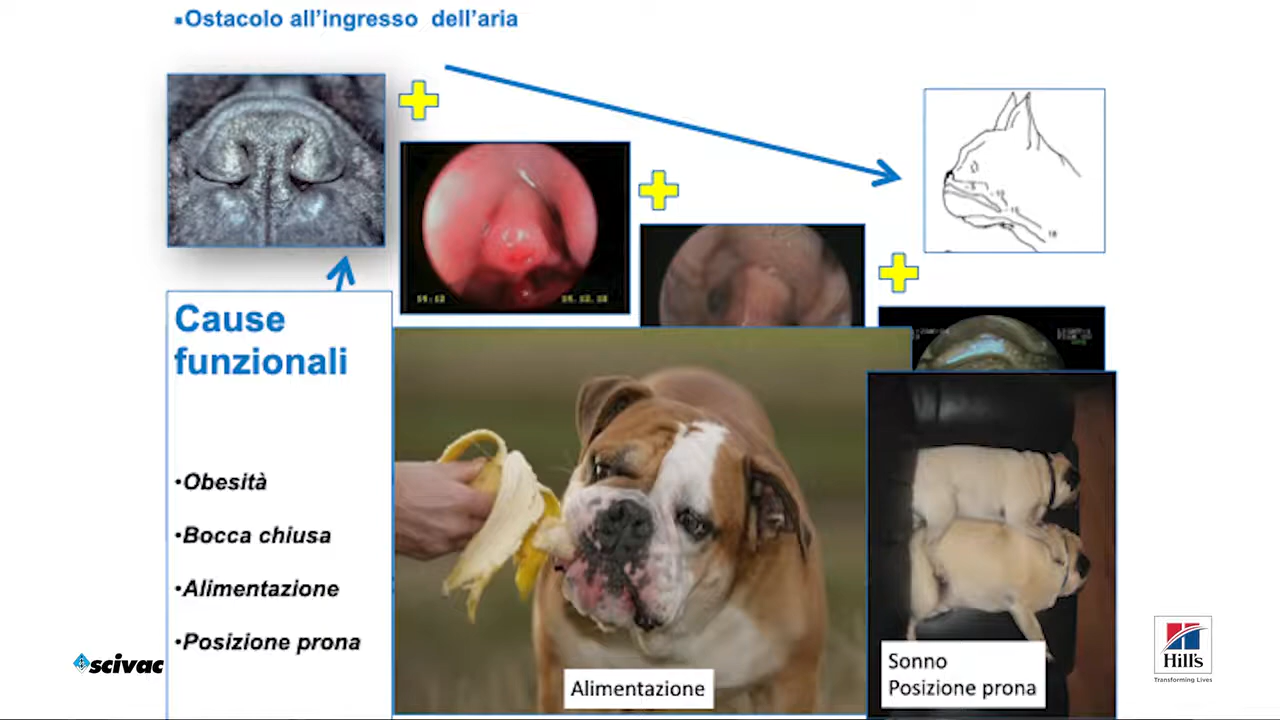 ▪Ostacolo all'ingresso dell'aria
Cause
funzionali
•Obesità
•Bocca chiusa
•Alimentazione
•Posizione prona
Alimentazione
Sonno
Posizione prona
scivac
Hill's
Transforming Lives